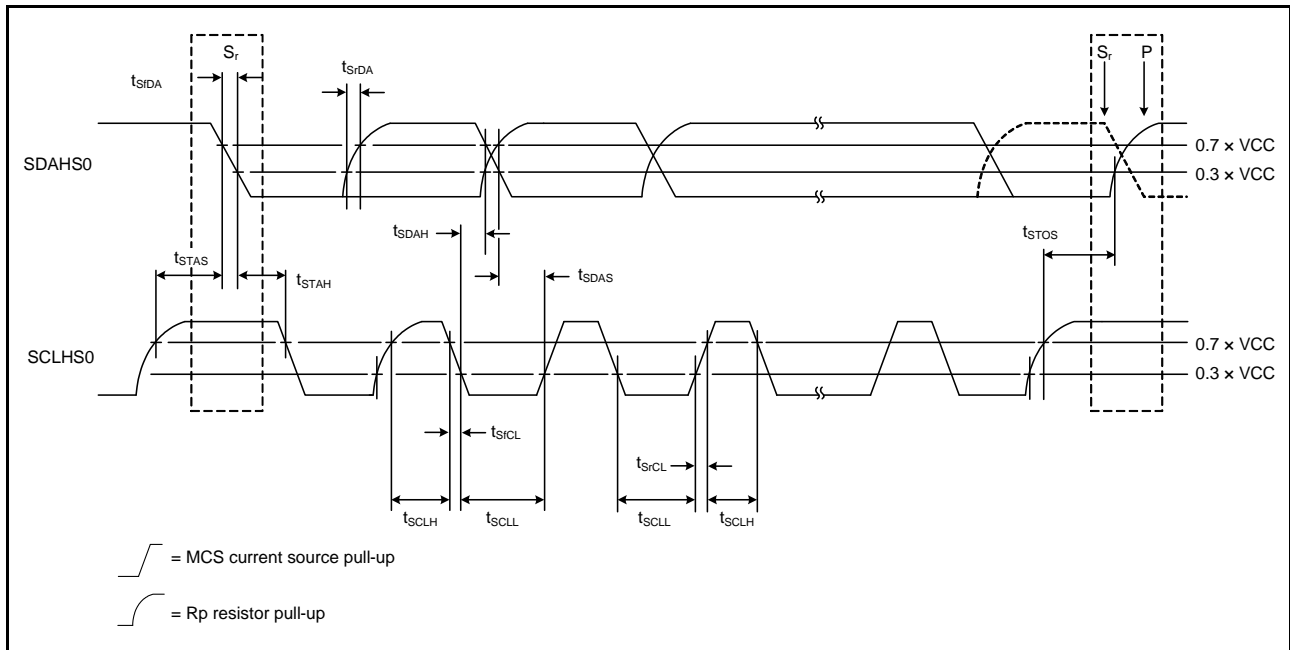 Sr
Sr P
tSfDA
tSrDA
0.7 × VCC
SDAHS0
0.3 × VCC
tSTOS
tSDAH
tSTAS
tSTAH
tSDAS
0.7 × VCC
SCLHS0
0.3 × VCC
tSfCL
tSrCL
tSCLH tSCLL tSCLL tSCLH
= MCS current source pull-up
= Rp resistor pull-up